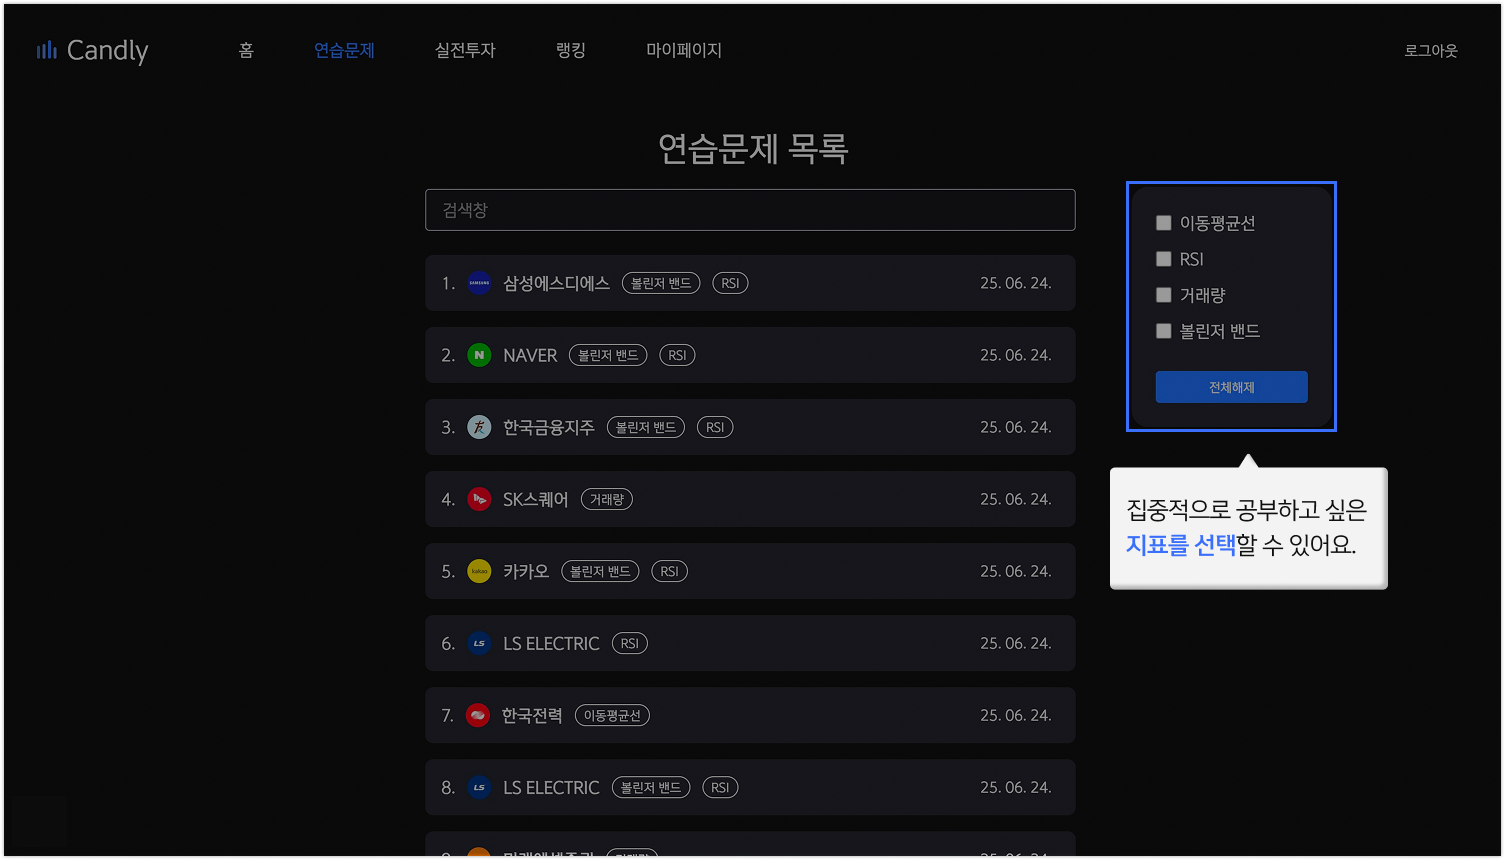 Candly 홈 연습문제 실전투자 랭킹 마이페이지 로그아웃
연습문제 목록
검색창
1. SAMSUNG 삼성에스디에스 볼린저 밴드 RSI 25. 06. 24.
2. N NAVER 볼린저 밴드 RSI 25. 06. 24.
3. 友 한국금융지주 볼린저 밴드 RSI 25. 06. 24.
4. SK스퀘어 거래량 25. 06. 24.
5. kakao 카카오 볼린저 밴드 RSI 25. 06. 24.
6. LS LS ELECTRIC RSI 25. 06. 24.
7. 한국전력 이동평균선 25. 06. 24.
8. LS LS ELECTRIC 볼린저 밴드 RSI 25. 06. 24.
이동평균선
RSI
거래량
볼린저 밴드
전체해제
집중적으로 공부하고 싶은
지표를 선택할 수 있어요.